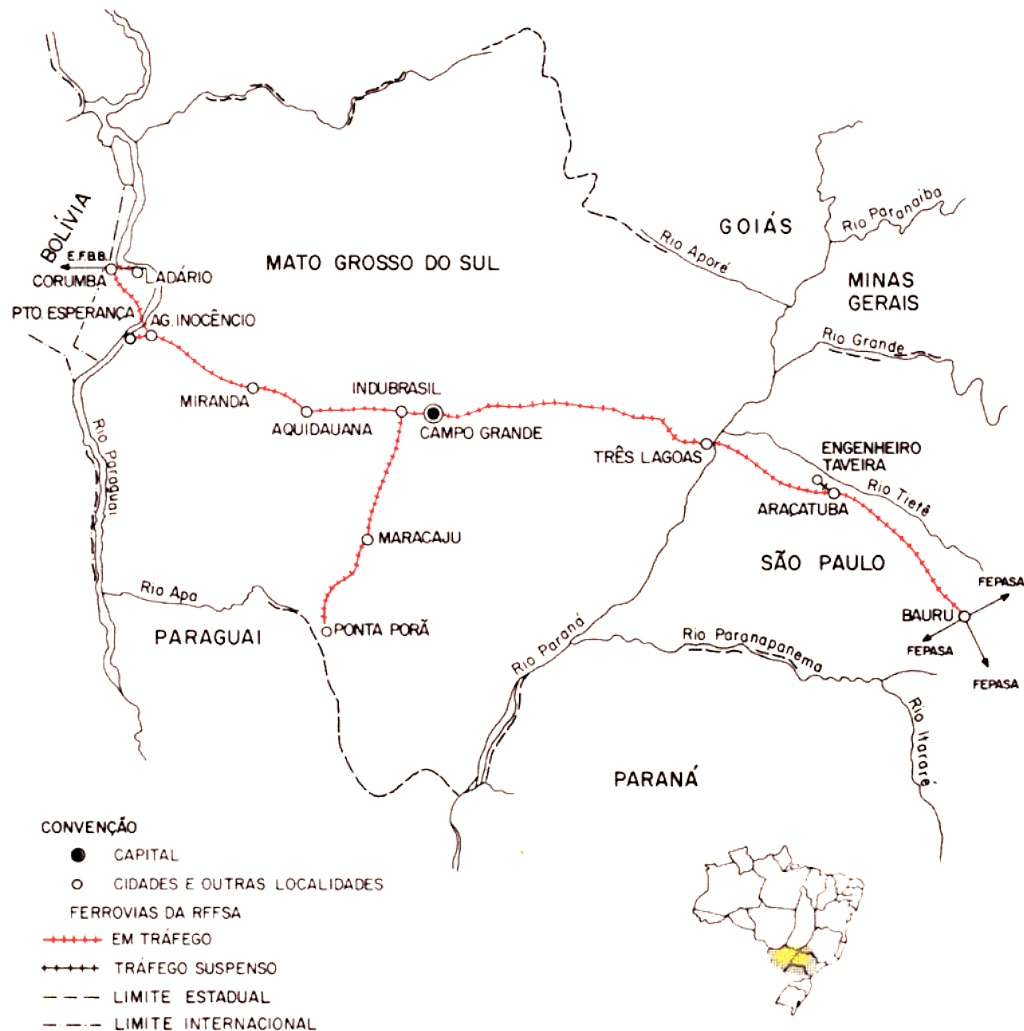 GOIÁS
Rio Paranaíba
BOLÍVIA
E.F.B.B.
Rio Aporé
MATO GROSSO DO SUL
CORUMBA
LADÁRIO
MINAS
GERAIS
PTO. ESPERANÇA
AG. INOCÊNCIO
Rio Grande
INDUBRASIL
MIRANDA
AQUIDAUANA
CAMPO GRANDE
TRÊS LAGOAS
ENGENHEIRO
TAVEIRA
Rio Tietê
ARAÇATUBA
Rio Paraguai
MARACAJU
SÃO PAULO
FEPASA
Rio Apa
BAURU
PARAGUAI
PONTA PORÃ
Rio Paraná
Rio Paranapanema
FEPASA
FEPASA
Rio Itararé
PARANÁ
CONVENÇÃO
CAPITAL
CIDADES E OUTRAS LOCALIDADES
FERROVIAS DA RFFSA
EM TRÁFEGO
TRÁFEGO SUSPENSO
LIMITE ESTADUAL
LIMITE INTERNACIONAL